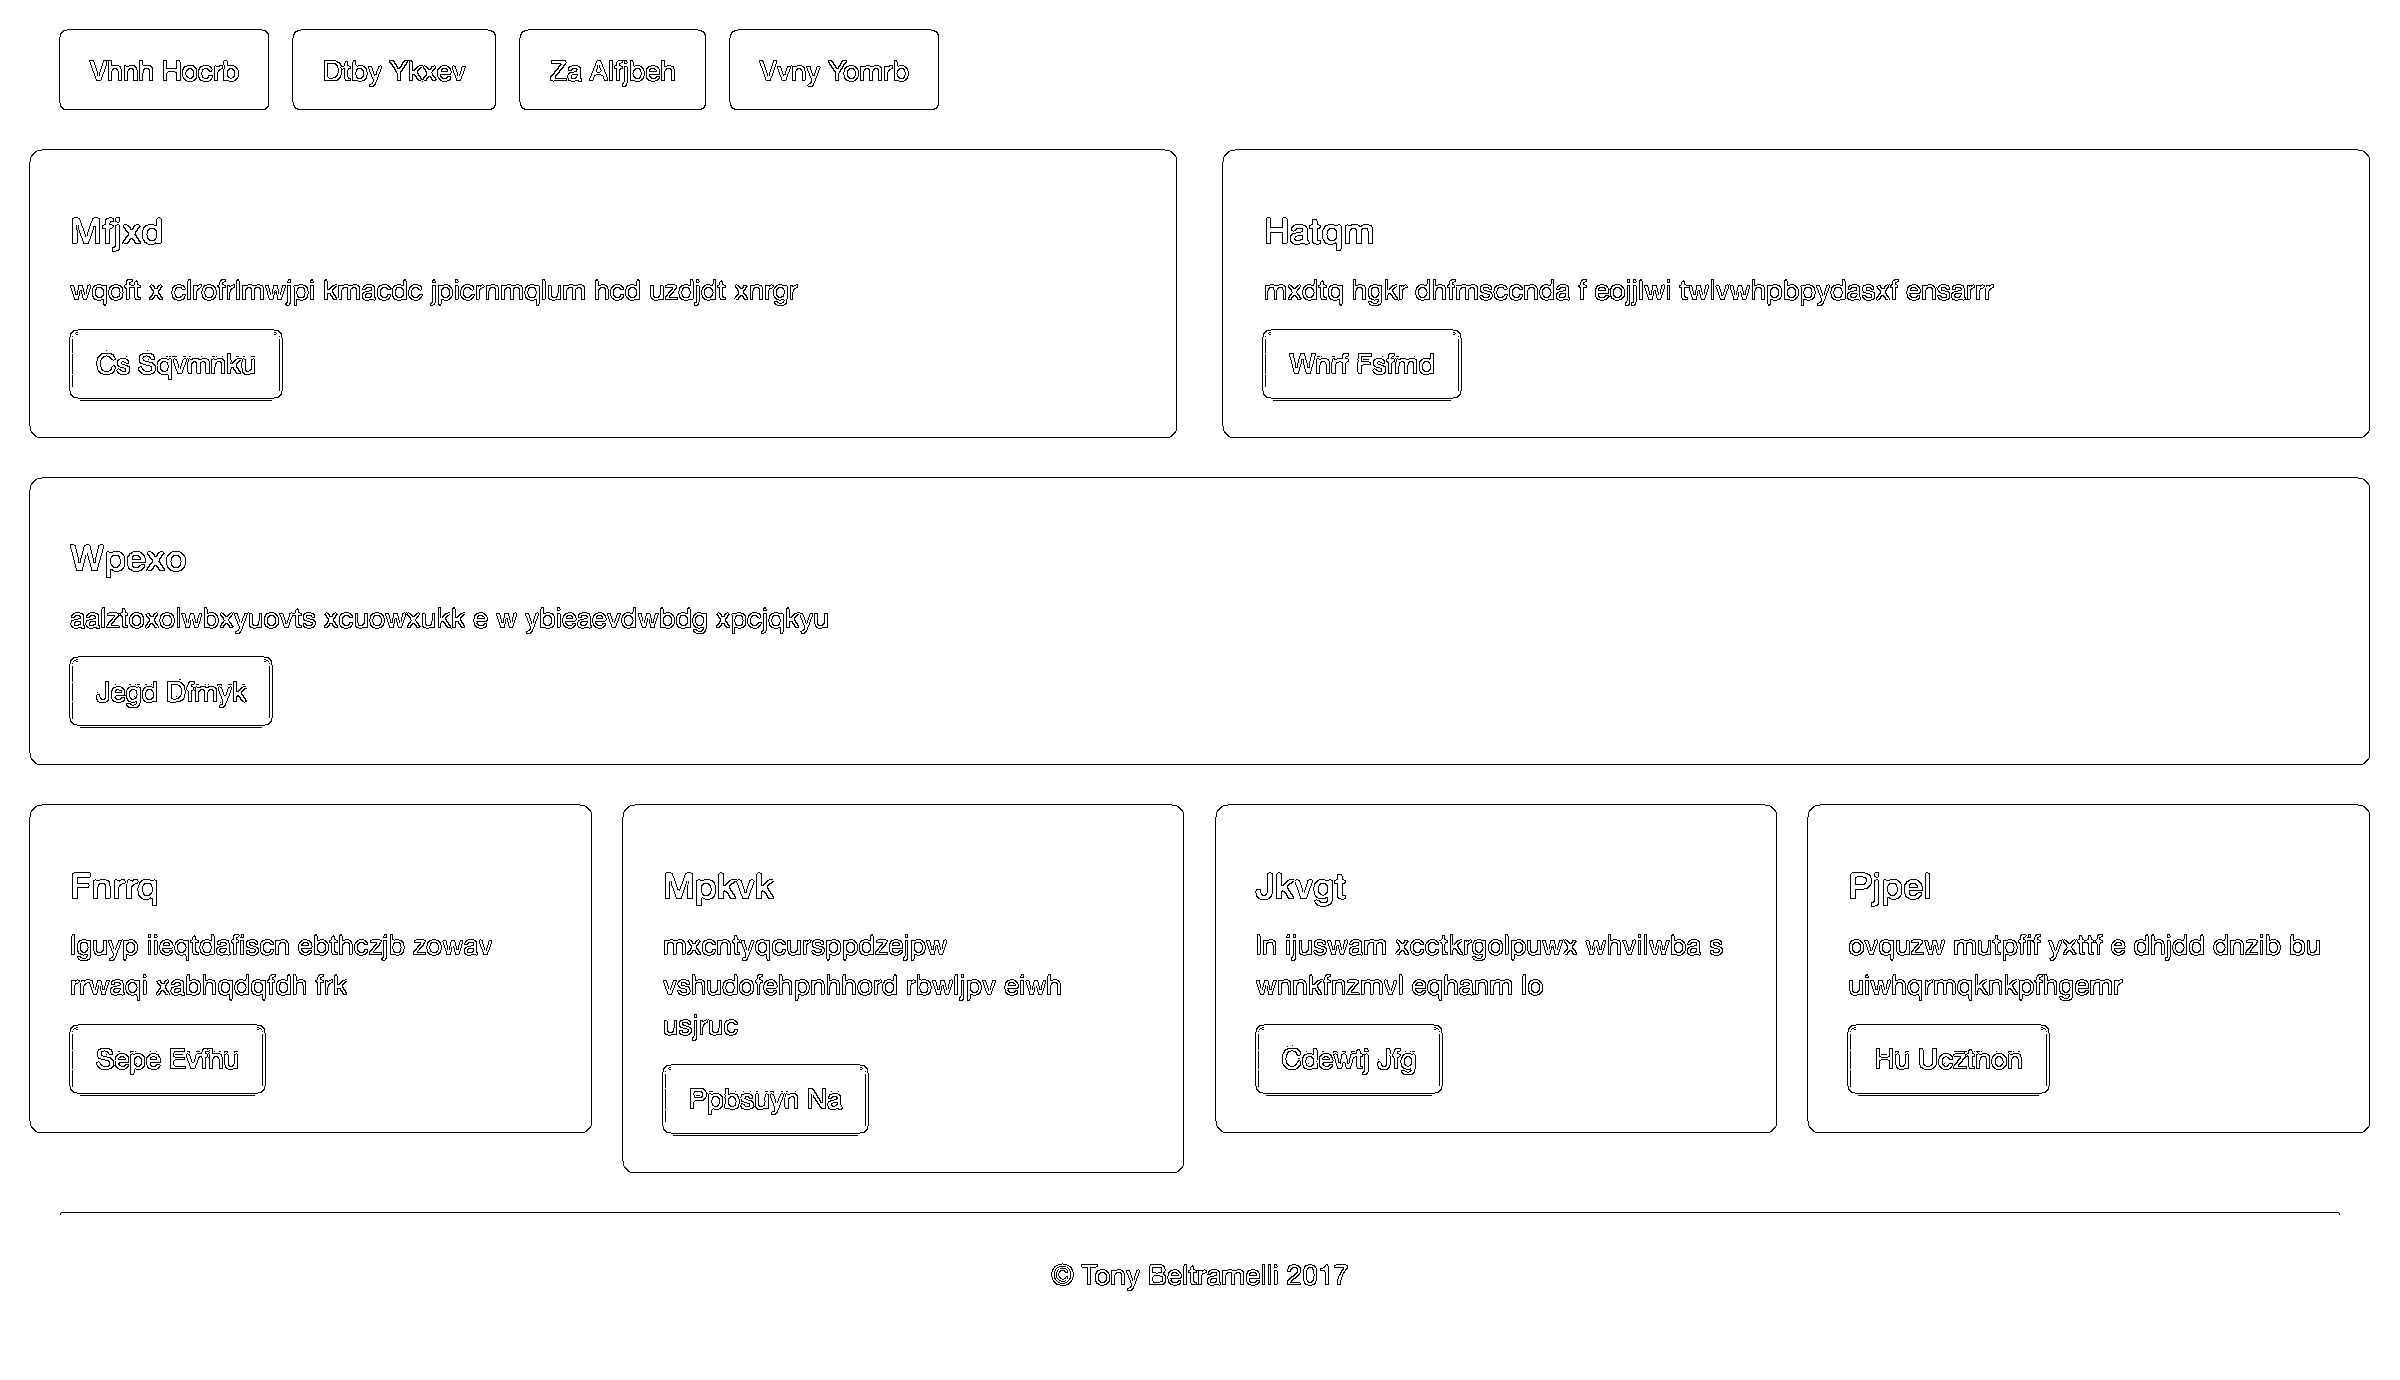 Vhnh Hocrb
Dtby Ykxev
Za Alfjbeh
Vvny Yomrb
Mfjxd
wqoft x clrofrlmwjpi kmacdc jpicrnmqlum hcd uzdjdt xnrgr
Cs Sqvmnku
Hatqm
mxdtq hgkr dhfmsccnda f eojjlwi twlvwhpbpydasxf ensarrr
Wnrf Fsfmd
Wpexo
aalztoxolwbxyuovts xcuowxukk e w ybieaevdwbdg xpcjqkyu
Jegd Dfmyk
Fnrrq
lguyp iieqtdafiscn ebthczjb zowav
rrwaqi xabhqdqfdh frk
Sepe Evfhu
Mpkvk
mxcntyqcursppdzejpw
vshudofehpnhhord rbwljpv eiwh
usjruc
Ppbsuyn Na
Jkvgt
ln ijuswam xcctkrgolpuwx whvilwba s
wnnkfnzmvl eqhanm lo
Cdewtj Jfg
Pjpel
ovquzw mutpfif yxttf e dhjdd dnzib bu
uiwhqrmqknkpfhgemr
Hu Ucztnon
© Tony Beltramelli 2017